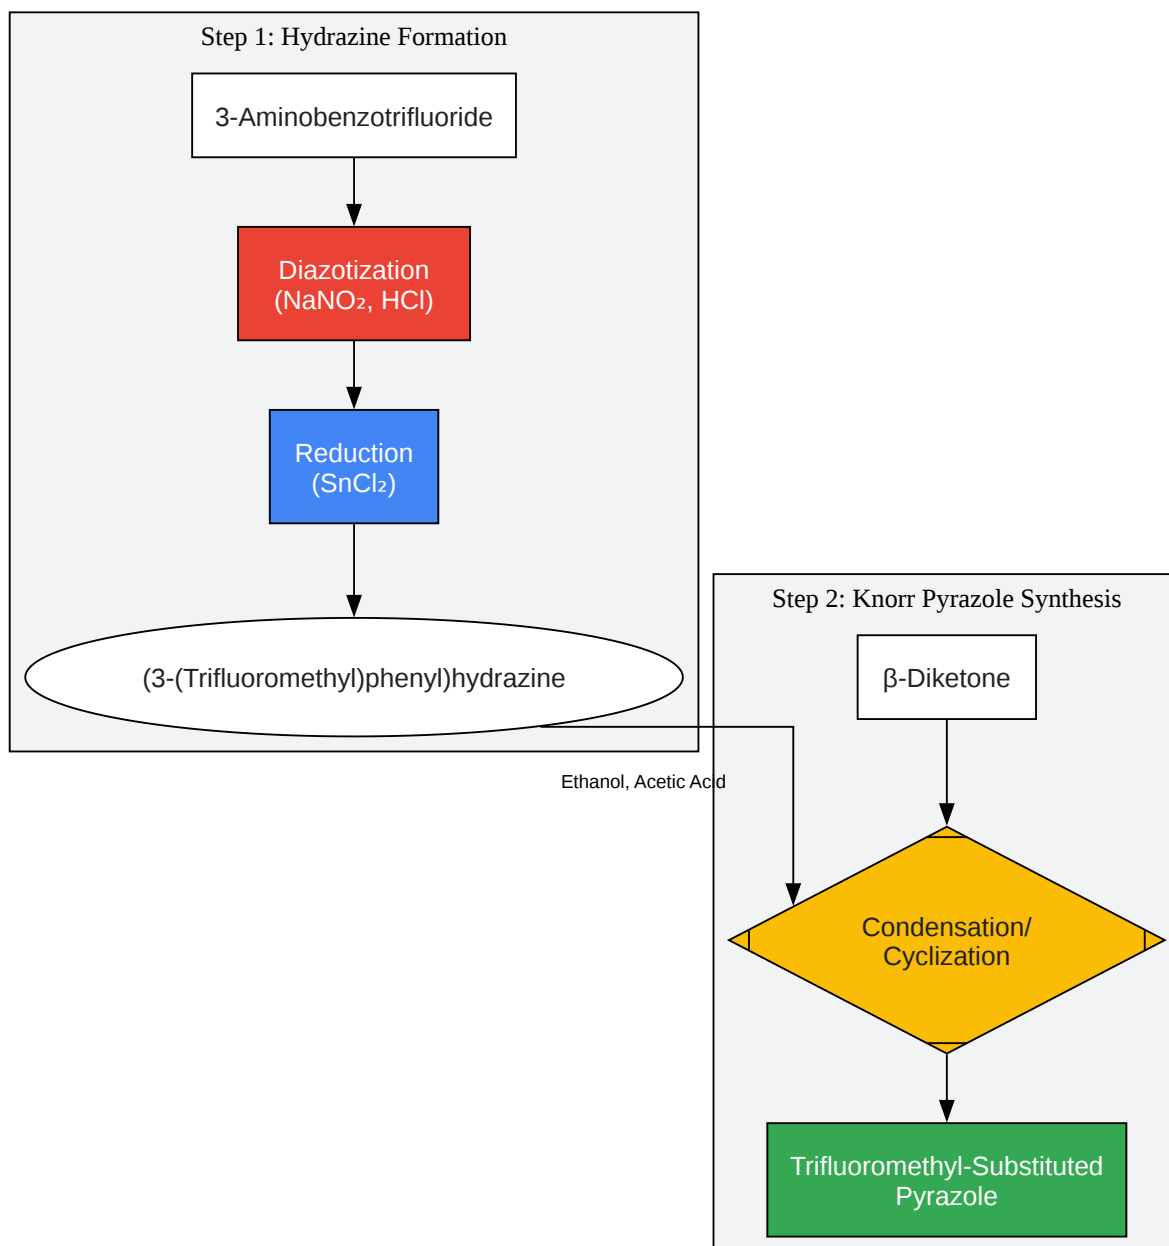 Step 1: Hydrazine Formation
3-Aminobenzotrifluoride
Diazotization
(NaNO₂, HCl)
Reduction
(SnCl₂)
(3-(Trifluoromethyl)phenyl)hydrazine
Ethanol, Acetic Acid
Step 2: Knorr Pyrazole Synthesis
β-Diketone
Condensation/
Cyclization
Trifluoromethyl-Substituted
Pyrazole